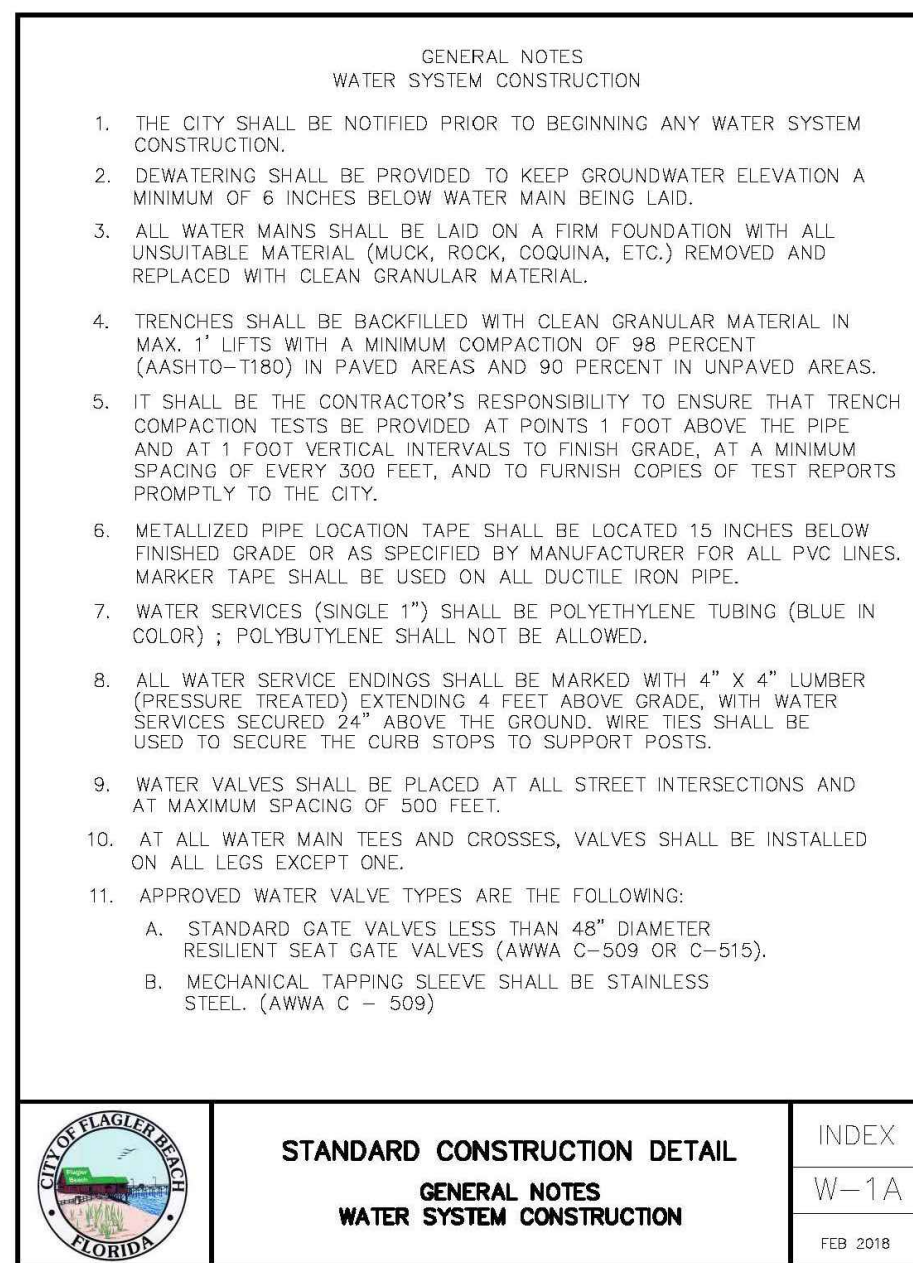 GENERAL NOTES
WATER SYSTEM CONSTRUCTION
1. THE CITY SHALL BE NOTIFIED PRIOR TO BEGINNING ANY WATER SYSTEM
CONSTRUCTION.
2. DEWATERING SHALL BE PROVIDED TO KEEP GROUNDWATER ELEVATION A
MINIMUM OF 6 INCHES BELOW WATER MAIN BEING LAID.
3. ALL WATER MAINS SHALL BE LAID ON A FIRM FOUNDATION WITH ALL
UNSUITABLE MATERIAL (MUCK, ROCK, COQUINA, ETC.) REMOVED AND
REPLACED WITH CLEAN GRANULAR MATERIAL.
4. TRENCHES SHALL BE BACKFILLED WITH CLEAN GRANULAR MATERIAL IN
MAX. 1' LIFTS WITH A MINIMUM COMPACTION OF 98 PERCENT
(AASHTO-T180) IN PAVED AREAS AND 90 PERCENT IN UNPAVED AREAS.
5. IT SHALL BE THE CONTRACTOR'S RESPONSIBILITY TO ENSURE THAT TRENCH
COMPACTION TESTS BE PROVIDED AT POINTS 1 FOOT ABOVE THE PIPE
AND AT 1 FOOT VERTICAL INTERVALS TO FINISH GRADE, AT A MINIMUM
SPACING OF EVERY 300 FEET, AND TO FURNISH COPIES OF TEST REPORTS
PROMPTLY TO THE CITY.
6. METALLIZED PIPE LOCATION TAPE SHALL BE LOCATED 15 INCHES BELOW
FINISHED GRADE OR AS SPECIFIED BY MANUFACTURER FOR ALL PVC LINES.
MARKER TAPE SHALL BE USED ON ALL DUCTILE IRON PIPE.
7. WATER SERVICES (SINGLE 1") SHALL BE POLYETHYLENE TUBING (BLUE IN
COLOR) ; POLYBUTYLENE SHALL NOT BE ALLOWED.
8. ALL WATER SERVICE ENDINGS SHALL BE MARKED WITH 4" X 4" LUMBER
(PRESSURE TREATED) EXTENDING 4 FEET ABOVE GRADE, WITH WATER
SERVICES SECURED 24" ABOVE THE GROUND. WIRE TIES SHALL BE
USED TO SECURE THE CURB STOPS TO SUPPORT POSTS.
9. WATER VALVES SHALL BE PLACED AT ALL STREET INTERSECTIONS AND
AT MAXIMUM SPACING OF 500 FEET.
10. AT ALL WATER MAIN TEES AND CROSSES, VALVES SHALL BE INSTALLED
ON ALL LEGS EXCEPT ONE.
11. APPROVED WATER VALVE TYPES ARE THE FOLLOWING:
A. STANDARD GATE VALVES LESS THAN 48" DIAMETER
RESILIENT SEAT GATE VALVES (AWWA C-509 OR C-515).
B. MECHANICAL TAPPING SLEEVE SHALL BE STAINLESS
STEEL. (AWWA C - 509)
CITY OF FLAGLER BEACH
Flagler
Beach
FLORIDA
STANDARD CONSTRUCTION DETAIL
GENERAL NOTES
WATER SYSTEM CONSTRUCTION
INDEX
W-1A
FEB 2018